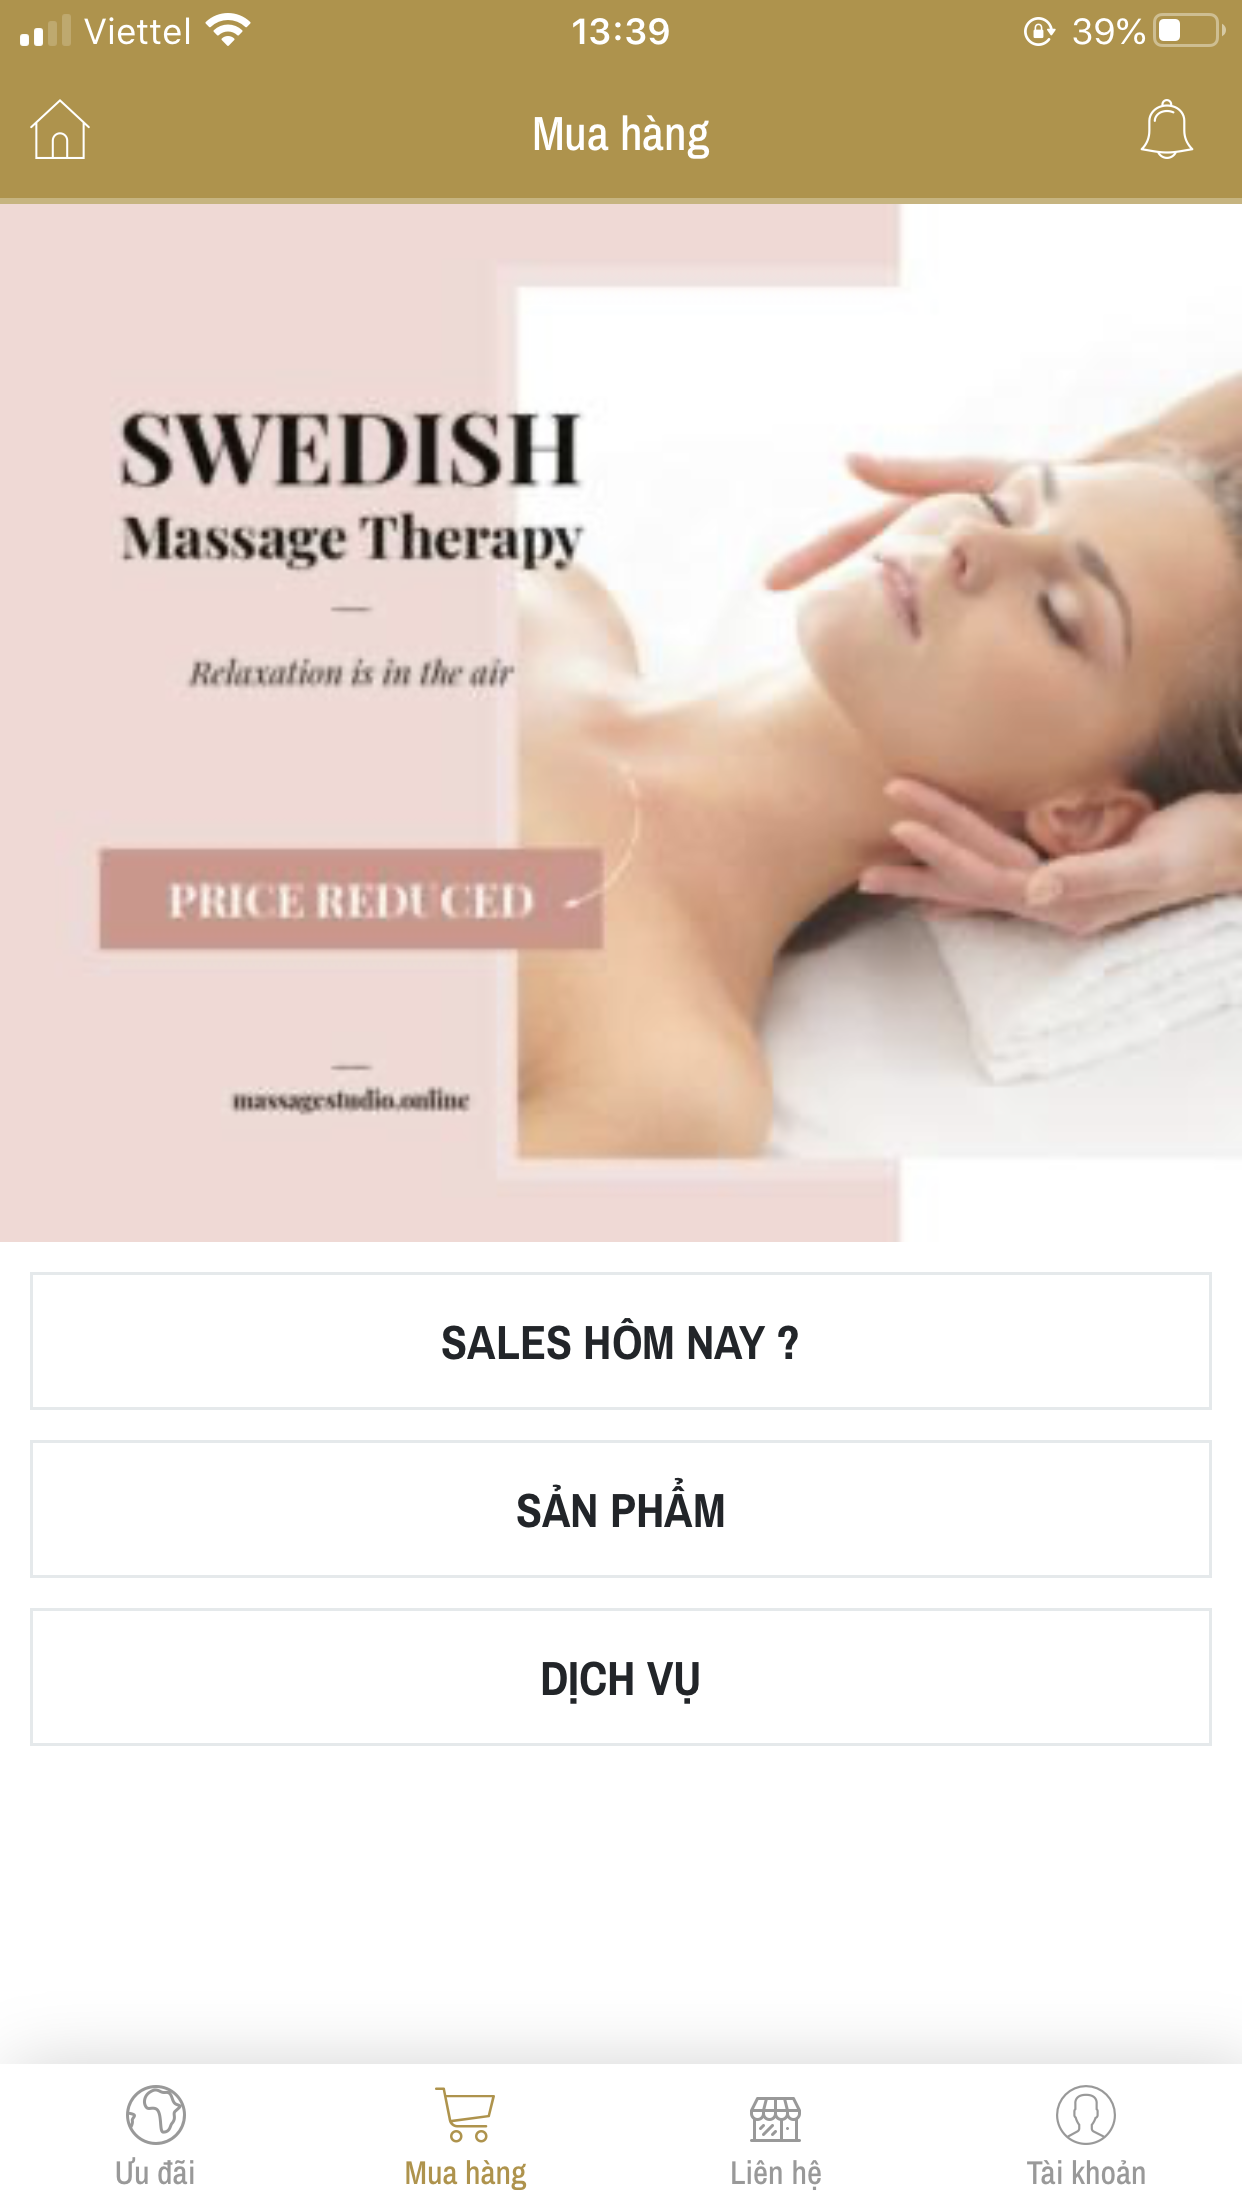 Viettel 13:39 39%
Mua hàng
SWEDISH
Massage Therapy
Relaxation is in the air
PRICE REDUCED
massagestudio.online
SALES HÔM NAY ?
SẢN PHẨM
DỊCH VỤ
Ưu đãi Mua hàng Liên hệ Tài khoản